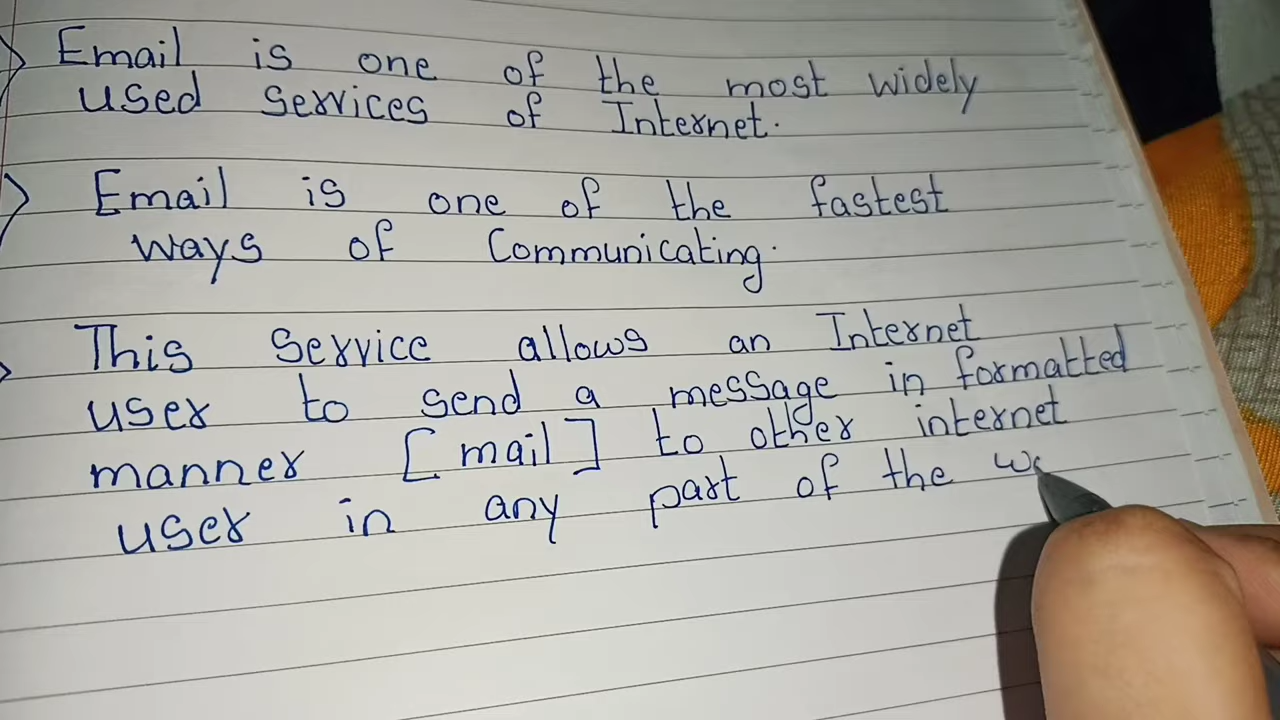 Email is one of the most widely
used services of Internet.
Email is one of the fastest
ways of Communicating.
This Service allows an Internet
user to send a message in formatted
manner [mail] to other internet
user in any part of the wo